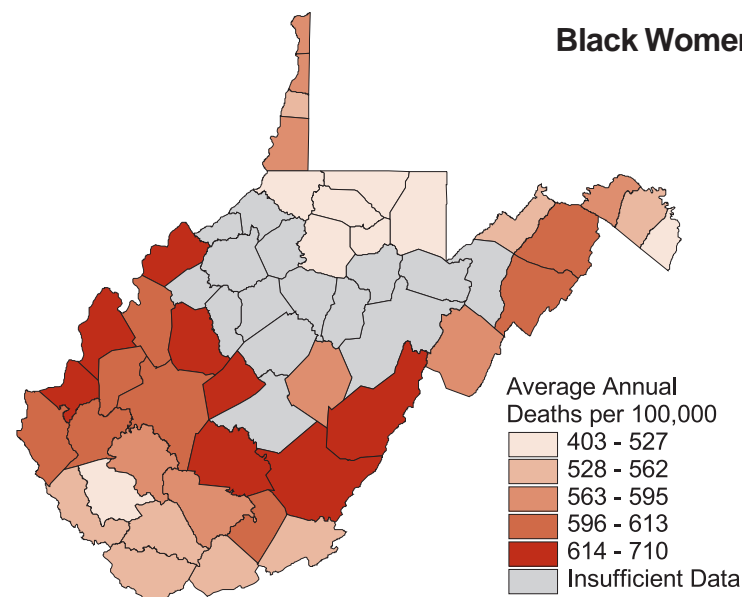 Black
Average Annual
Deaths per 100,000
403 - 527
528 - 562
563 - 595
596 - 613
614 - 710
Insufficient Data